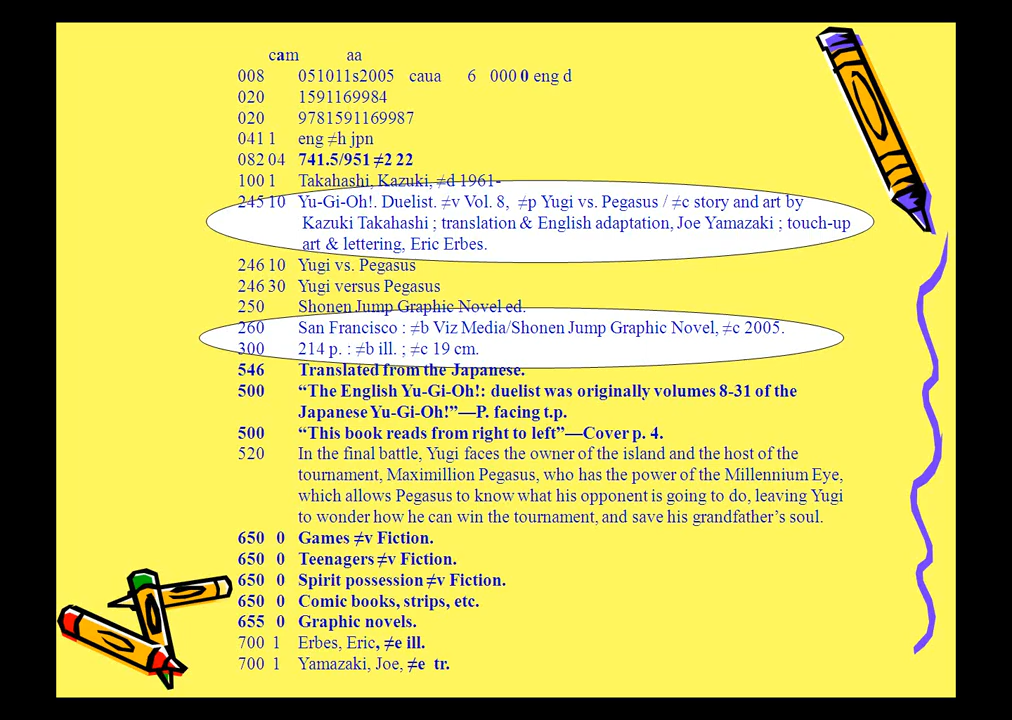 cam aa
008 051011s2005 caua 6 000 0 eng d
020 1591169984
020 9781591169987
041 1 eng ≠h jpn
082 04 741.5/951 ≠2 22
100 1 Takahashi, Kazuki, ≠d 1961-
245 10 Yu-Gi-Oh!. Duelist. ≠v Vol. 8, ≠p Yugi vs. Pegasus / ≠c story and art by
Kazuki Takahashi ; translation & English adaptation, Joe Yamazaki ; touch-up
art & lettering, Eric Erbes.
246 10 Yugi vs. Pegasus
246 30 Yugi versus Pegasus
250 Shonen Jump Graphic Novel ed.
260 San Francisco : ≠b Viz Media/Shonen Jump Graphic Novel, ≠c 2005.
300 214 p. : ≠b ill. ; ≠c 19 cm.
546 Translated from the Japanese.
500 “The English Yu-Gi-Oh!: duelist was originally volumes 8-31 of the
Japanese Yu-Gi-Oh!”—P. facing t.p.
500 “This book reads from right to left”—Cover p. 4.
520 In the final battle, Yugi faces the owner of the island and the host of the
tournament, Maximillion Pegasus, who has the power of the Millennium Eye,
which allows Pegasus to know what his opponent is going to do, leaving Yugi
to wonder how he can win the tournament, and save his grandfather’s soul.
650 0 Games ≠v Fiction.
650 0 Teenagers ≠v Fiction.
650 0 Spirit possession ≠v Fiction.
650 0 Comic books, strips, etc.
655 0 Graphic novels.
700 1 Erbes, Eric, ≠e ill.
700 1 Yamazaki, Joe, ≠e tr.